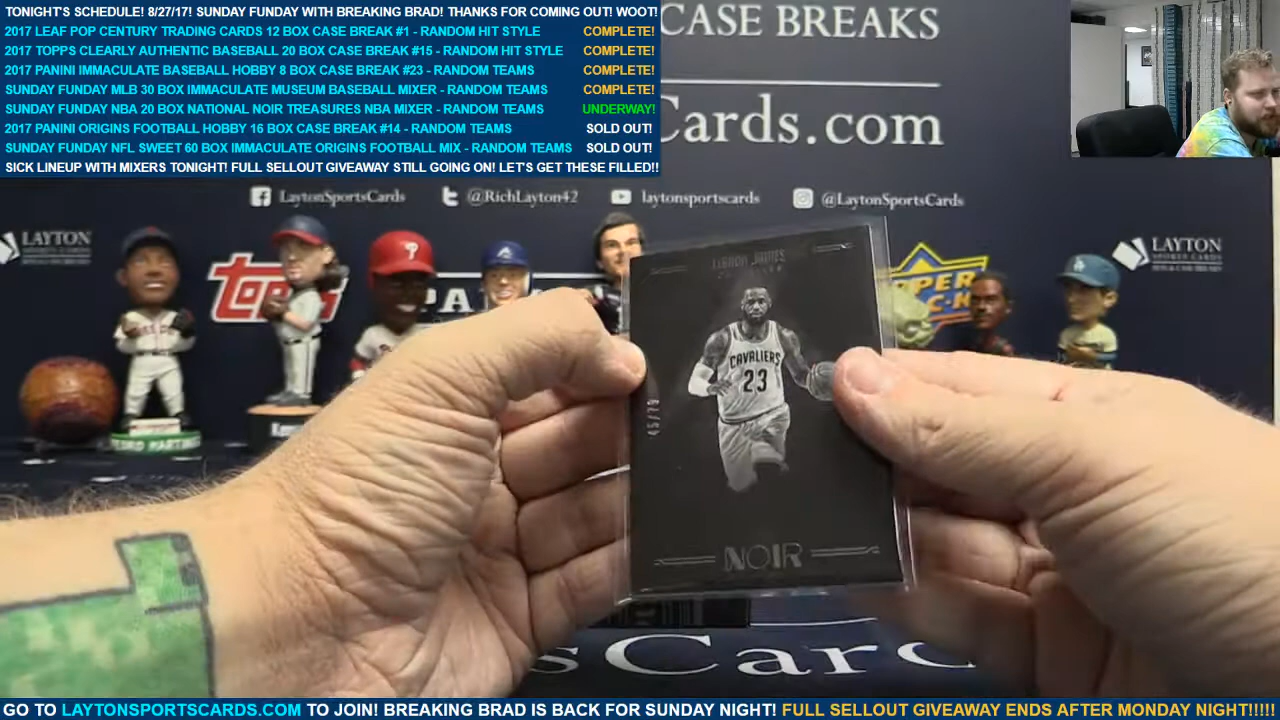 TONIGHT'S SCHEDULE! 8/27/17! SUNDAY FUNDAY WITH BREAKING BRAD! THANKS FOR COMING OUT! WOOT!
2017 LEAF POP CENTURY TRADING CARDS 12 BOX CASE BREAK #1 - RANDOM HIT STYLE COMPLETE!
2017 TOPPS CLEARLY AUTHENTIC BASEBALL 20 BOX CASE BREAK #15 - RANDOM HIT STYLE COMPLETE!
2017 PANINI IMMACULATE BASEBALL HOBBY 8 BOX CASE BREAK #23 - RANDOM TEAMS COMPLETE!
SUNDAY FUNDAY MLB 30 BOX IMMACULATE MUSEUM BASEBALL MIXER - RANDOM TEAMS COMPLETE!
SUNDAY FUNDAY NBA 20 BOX NATIONAL NOIR TREASURES NBA MIXER - RANDOM TEAMS UNDERWAY!
2017 PANINI ORIGINS FOOTBALL HOBBY 16 BOX CASE BREAK #14 - RANDOM TEAMS SOLD OUT!
SUNDAY FUNDAY NFL SWEET 60 BOX IMMACULATE ORIGINS FOOTBALL MIX - RANDOM TEAMS SOLD OUT!
SICK LINEUP WITH MIXERS TONIGHT! FULL SELLOUT GIVEAWAY STILL GOING ON! LET'S GET THESE FILLED!!
CASE BREAKS
Cards.com
LaytonSportsCards @RichLayton42 laytonsportscards @LaytonSportsCards
LAYTON
LAYTON
SPORTS CARDS
topps
UPPER
LEBRON JAMES
CAVALIERS
23
45/79
NOIR
PEDRO MARTINEZ
sCar
GO TO LAYTONSPORTSCARDS.COM TO JOIN! BREAKING BRAD IS BACK FOR SUNDAY NIGHT! FULL SELLOUT GIVEAWAY ENDS AFTER MONDAY NIGHT!!!!!